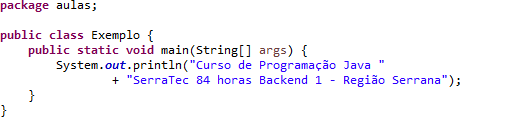 package aulas;
public class Exemplo {
public static void main(String[] args) {
System.out.println("Curso de Programação Java "
+ "SerraTec 84 horas Backend 1 - Região Serrana");
}
}